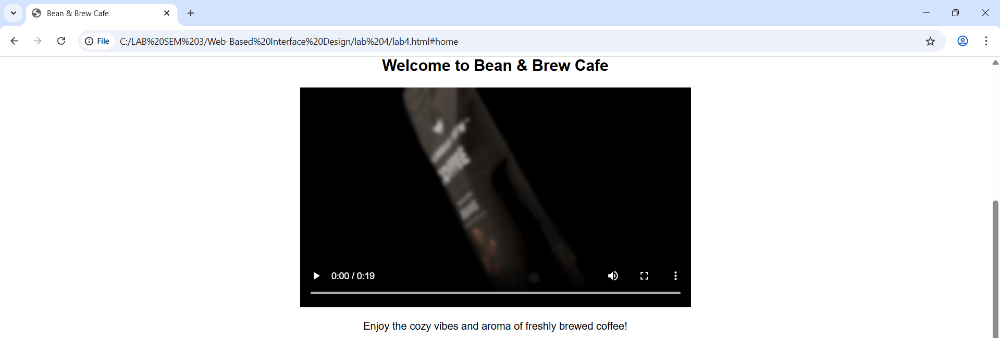 Bean & Brew Cafe
File C:/LAB%20SEM%203/Web-Based%20Interface%20Design/lab%204/lab4.html#home
Welcome to Bean & Brew Cafe
COFFEE
0:00 / 0:19
Enjoy the cozy vibes and aroma of freshly brewed coffee!